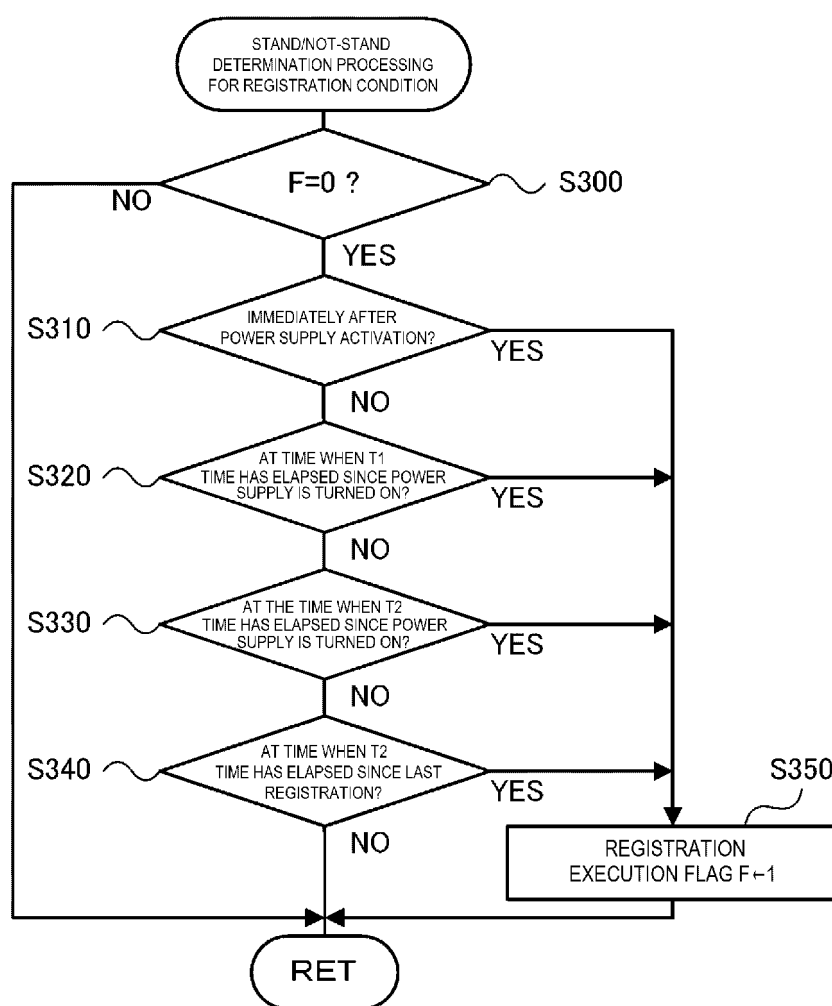 STAND/NOT-STAND
DETERMINATION PROCESSING
FOR REGISTRATION CONDITION
F=0 ?
S300
NO
YES
S310
IMMEDIATELY AFTER
POWER SUPPLY ACTIVATION?
YES
NO
S320
AT TIME WHEN T1
TIME HAS ELAPSED SINCE POWER
SUPPLY IS TURNED ON?
YES
NO
S330
AT THE TIME WHEN T2
TIME HAS ELAPSED SINCE POWER
SUPPLY IS TURNED ON?
YES
NO
S340
AT TIME WHEN T2
TIME HAS ELAPSED SINCE LAST
REGISTRATION?
YES
NO
S350
REGISTRATION
EXECUTION FLAG F←1
RET